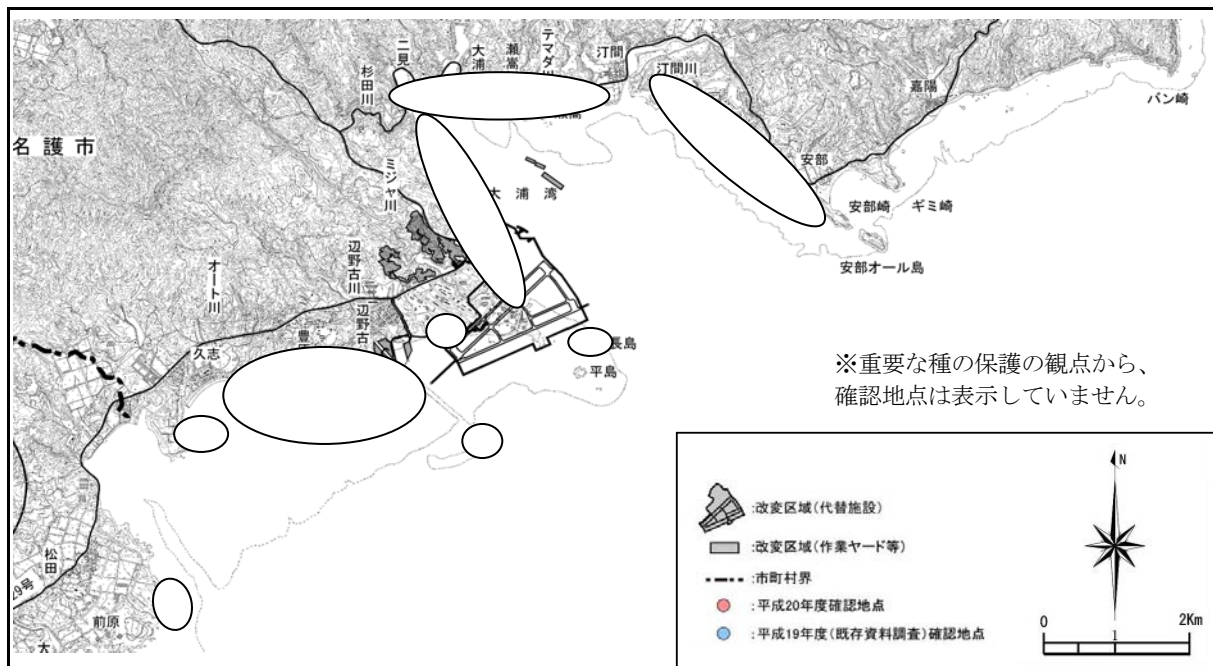 二見
大浦
瀬嵩
テマダ
汀間
杉田川
汀間川
嘉陽
バン崎
名護市
ミジャ川
安部
大浦湾
安部崎
ギミ崎
辺野古川
安部オール島
オート川
辺野古
久志
長島
平島
※重要な種の保護の観点から、
確認地点は表示していません。
N
:改変区域(代替施設)
:改変区域(作業ヤード等)
:市町村界
:平成20年度確認地点
:平成19年度(既存資料調査)確認地点
0 1 2Km
松田
29号
前原